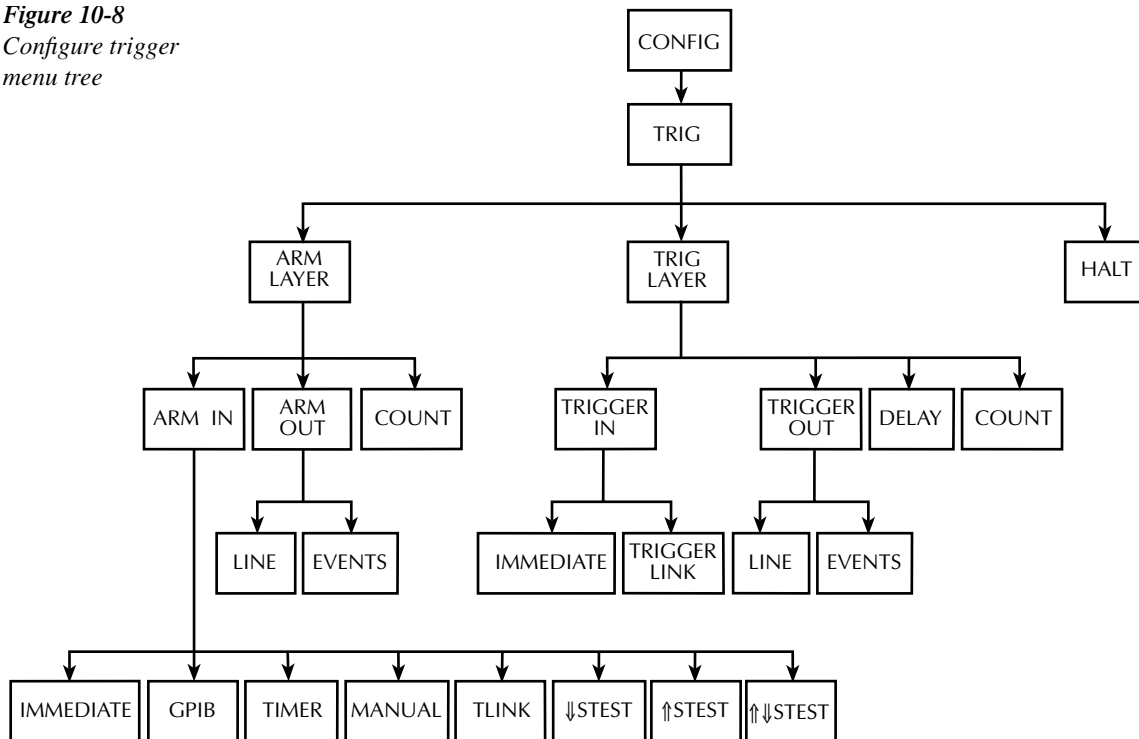 Figure 10-8
Configure trigger
menu tree
CONFIG
TRIG
ARM
LAYER
TRIG
LAYER
HALT
ARM IN
ARM
OUT
COUNT
TRIGGER
IN
TRIGGER
OUT
DELAY
COUNT
LINE
EVENTS
IMMEDIATE
TRIGGER
LINK
LINE
EVENTS
IMMEDIATE
GPIB
TIMER
MANUAL
TLINK
⇓STEST
⇑STEST
⇑⇓STEST